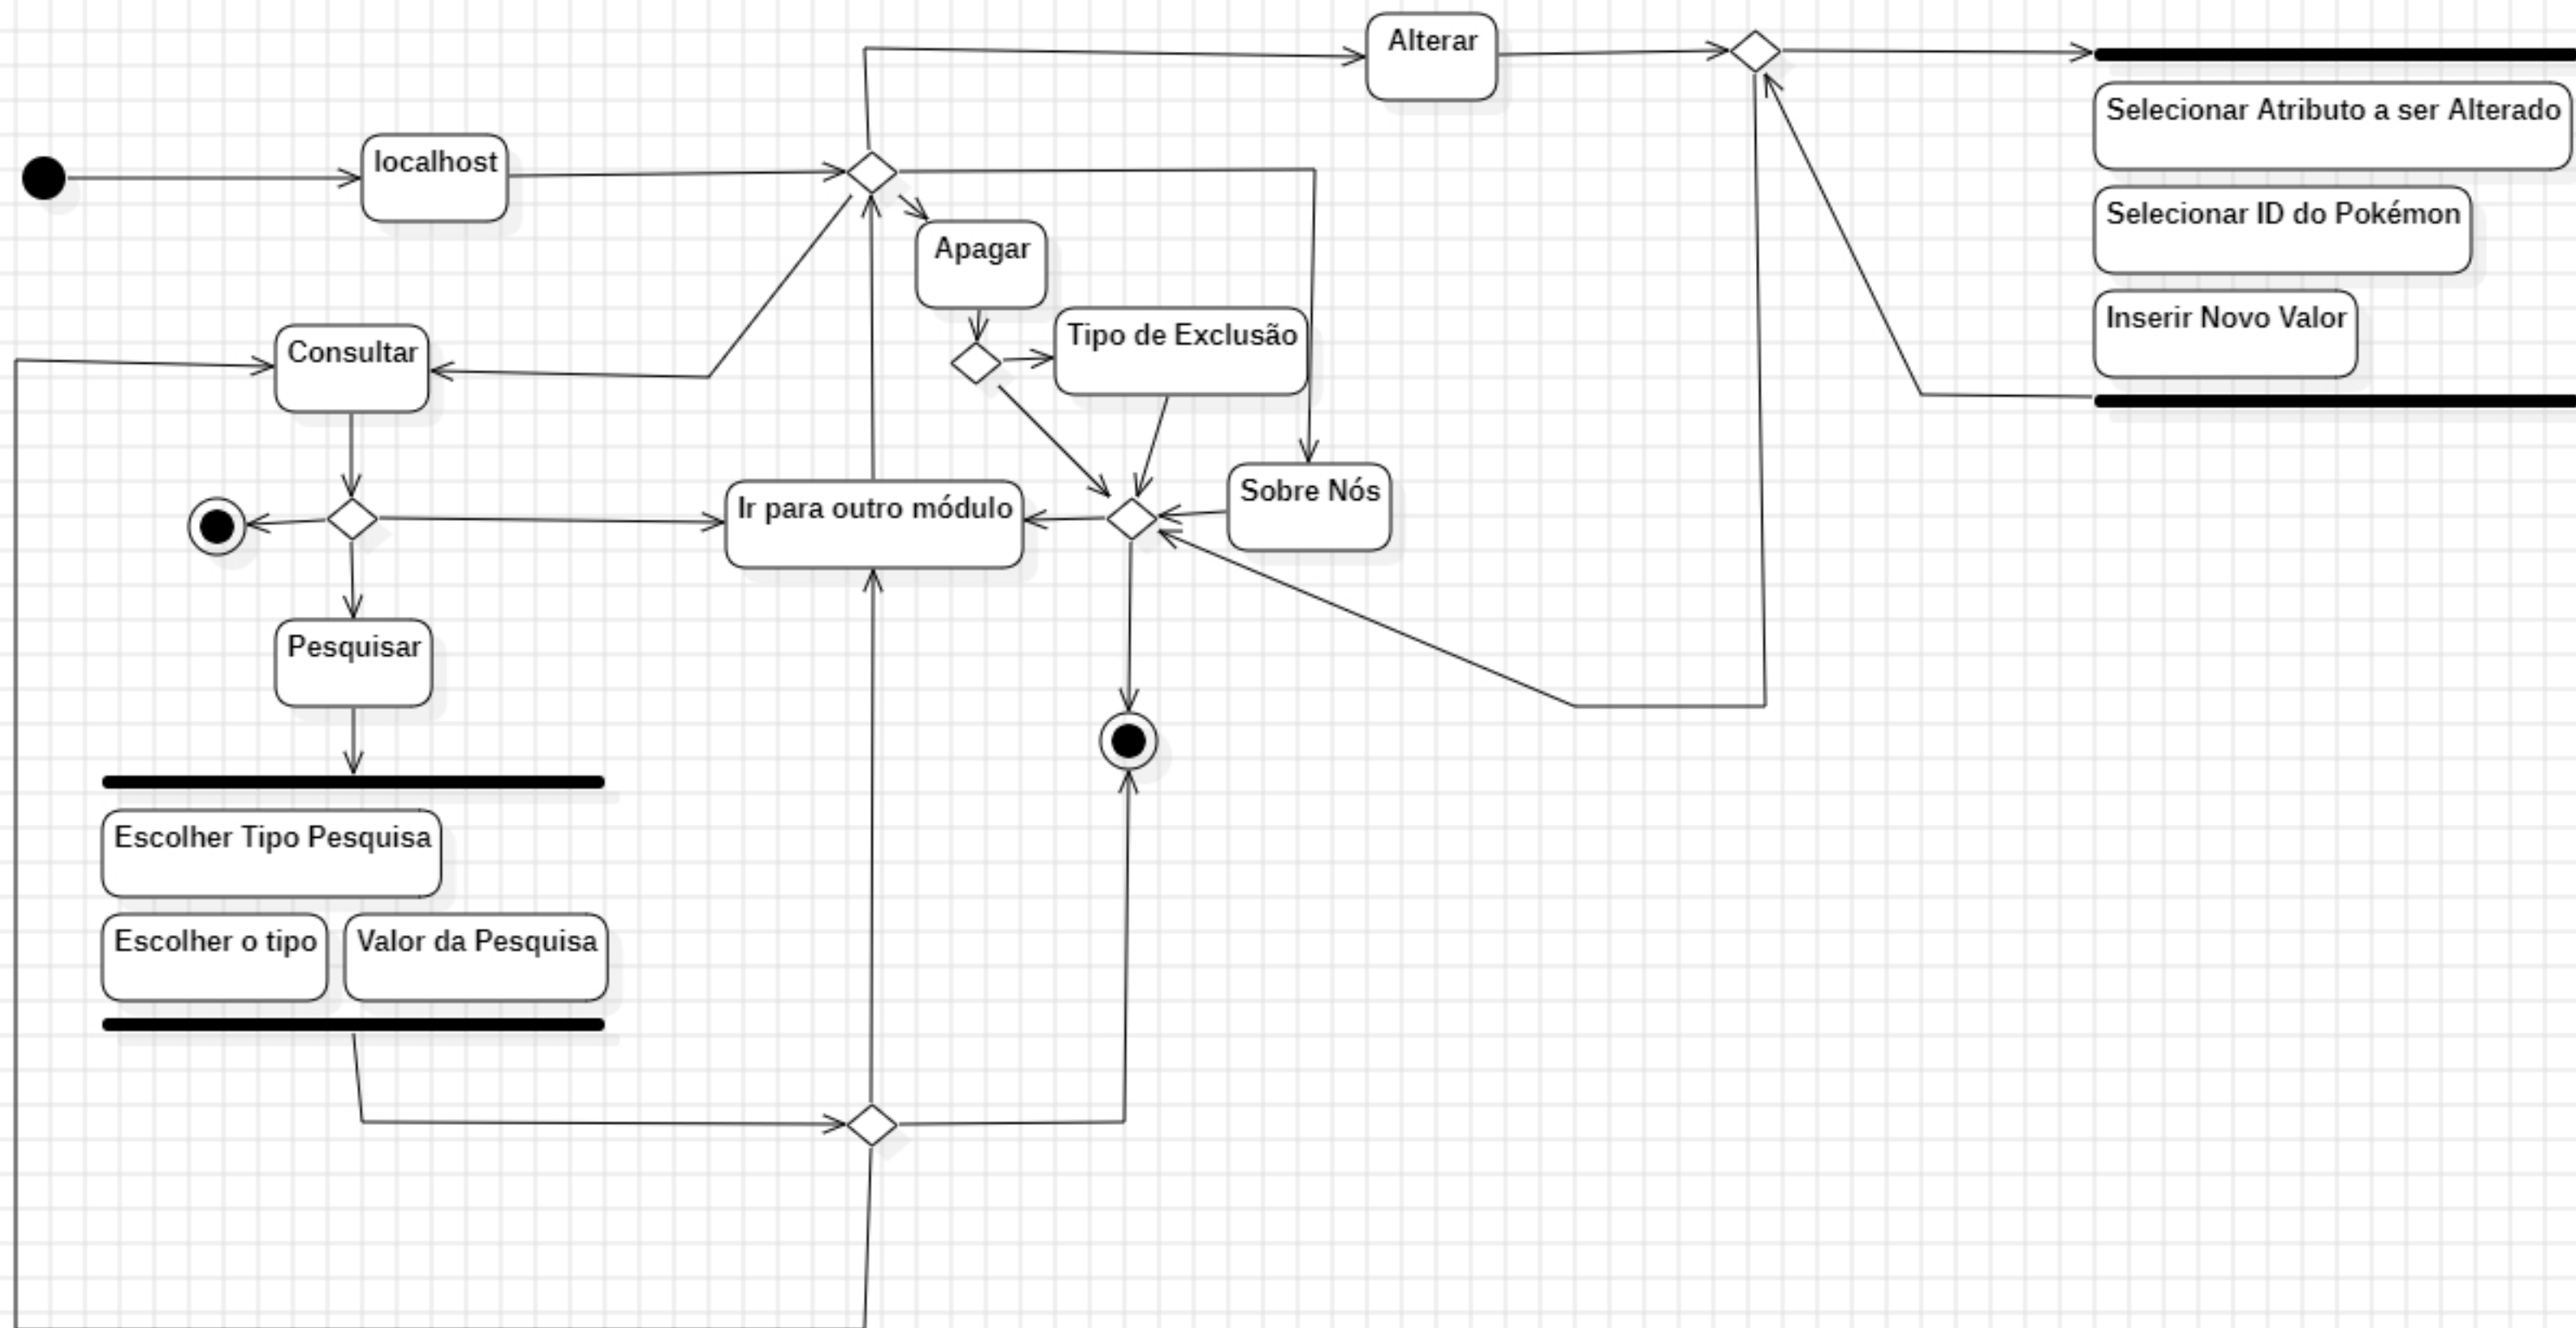 Alterar
Selecionar Atributo a ser Alterado
localhost
Selecionar ID do Pokémon
Apagar
Inserir Novo Valor
Tipo de Exclusão
Consultar
Sobre Nós
Ir para outro módulo
Pesquisar
Escolher Tipo Pesquisa
Escolher o tipo
Valor da Pesquisa